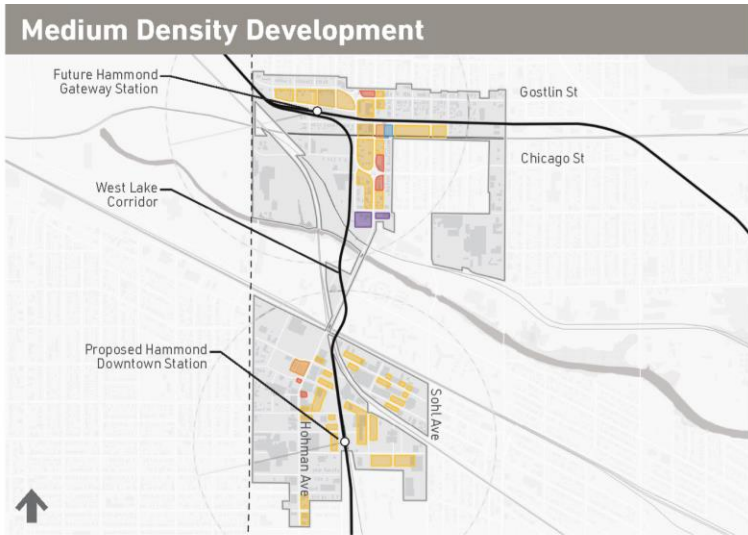 Medium Density Development
Future Hammond
Gateway Station
Gostlin St
Chicago St
West Lake
Corridor
Proposed Hammond
Downtown Station
Sohl Ave
Hohman Ave